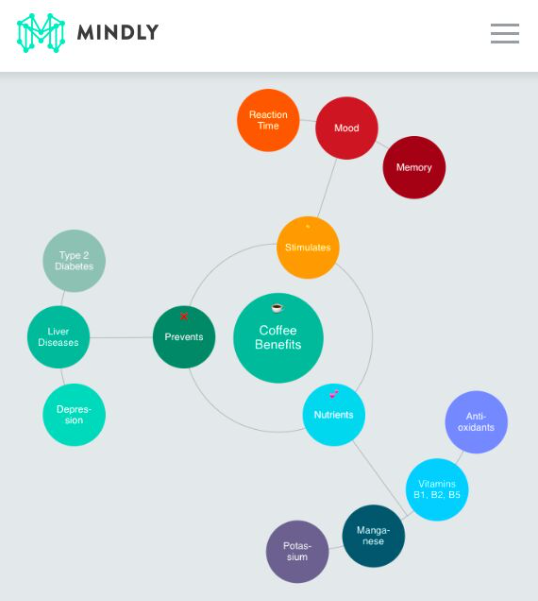 MINDLY
Reaction
Time
Mood
Memory
Stimulates
Type 2
Diabetes
Liver
Diseases
Depres-
sion
Prevents
Coffee
Benefits
Nutrients
Anti-
oxidants
Vitamins
B1, B2, B5
Manga-
nese
Potas-
sium